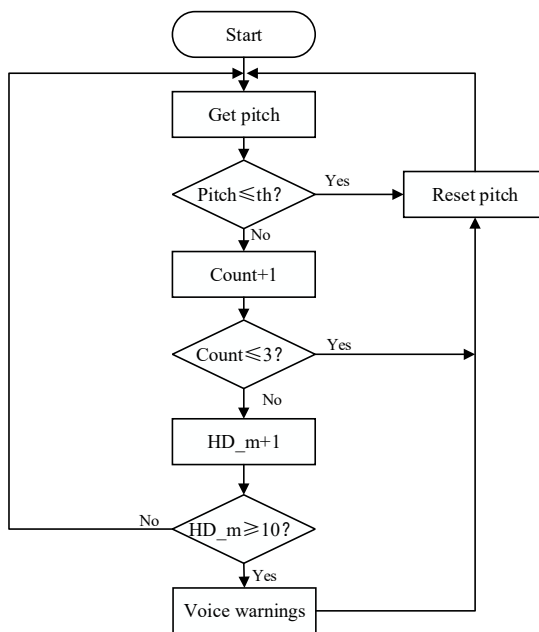 Start
Get pitch
Pitch≤th?
Yes
Reset pitch
No
Count+1
Count≤3?
Yes
No
HD_m+1
HD_m≥10?
No
Yes
Voice warnings